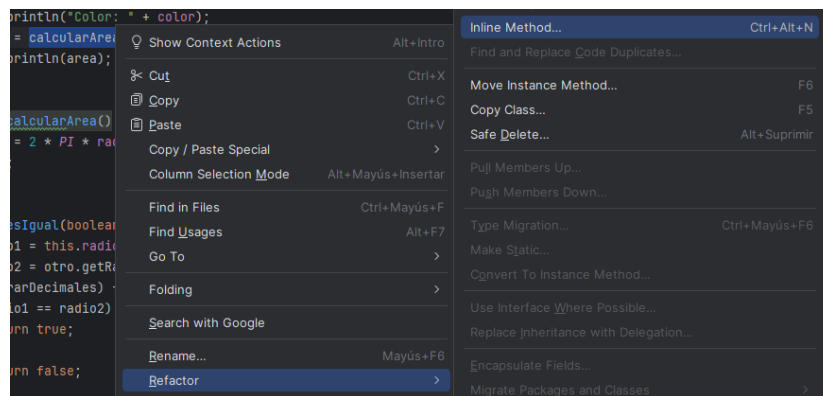 println("Color: " + color);
= calcularArea
println(area);
calcularArea()
= 2 * PI * rad
esIgual(boolean
o1 = this.radi
o2 = otro.getRa
rarDecimales)
io1 == radio2)
urn true;
urn false;
Show Context Actions Alt+Intro
Cut Ctrl+X
Copy Ctrl+C
Paste Ctrl+V
Copy / Paste Special
Column Selection Mode Alt+Mayús+Insertar
Find in Files Ctrl+Mayús+F
Find Usages Alt+F7
Go To
Folding
Search with Google
Rename... Mayús+F6
Refactor
Inline Method... Ctrl+Alt+N
Find and Replace Code Duplicates...
Move Instance Method... F6
Copy Class... F5
Safe Delete... Alt+Suprimir
Pull Members Up...
Push Members Down...
Type Migration... Ctrl+Mayús+F6
Make Static...
Convert To Instance Method...
Use Interface Where Possible...
Replace Inheritance with Delegation...
Encapsulate Fields...
Migrate Packages and Classes